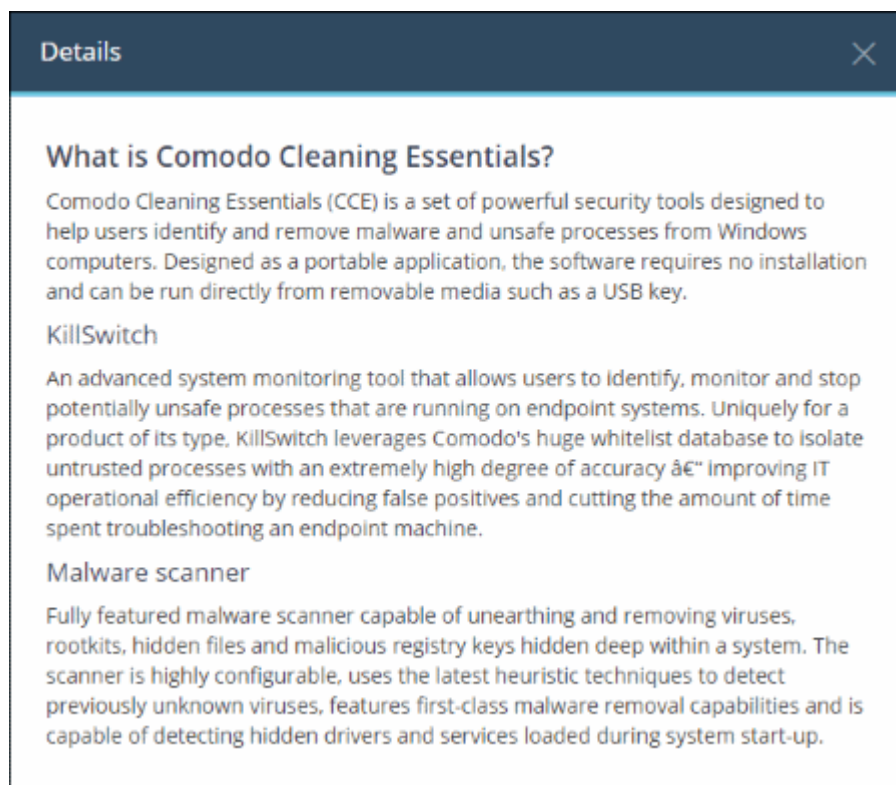 Details
What is Comodo Cleaning Essentials?
Comodo Cleaning Essentials (CCE) is a set of powerful security tools designed to
help users identify and remove malware and unsafe processes from Windows
computers. Designed as a portable application, the software requires no installation
and can be run directly from removable media such as a USB key.
KillSwitch
An advanced system monitoring tool that allows users to identify, monitor and stop
potentially unsafe processes that are running on endpoint systems. Uniquely for a
product of its type, KillSwitch leverages Comodo's huge whitelist database to isolate
untrusted processes with an extremely high degree of accuracy â€“ improving IT
operational efficiency by reducing false positives and cutting the amount of time
spent troubleshooting an endpoint machine.
Malware scanner
Fully featured malware scanner capable of unearthing and removing viruses,
rootkits, hidden files and malicious registry keys hidden deep within a system. The
scanner is highly configurable, uses the latest heuristic techniques to detect
previously unknown viruses, features first-class malware removal capabilities and is
capable of detecting hidden drivers and services loaded during system start-up.